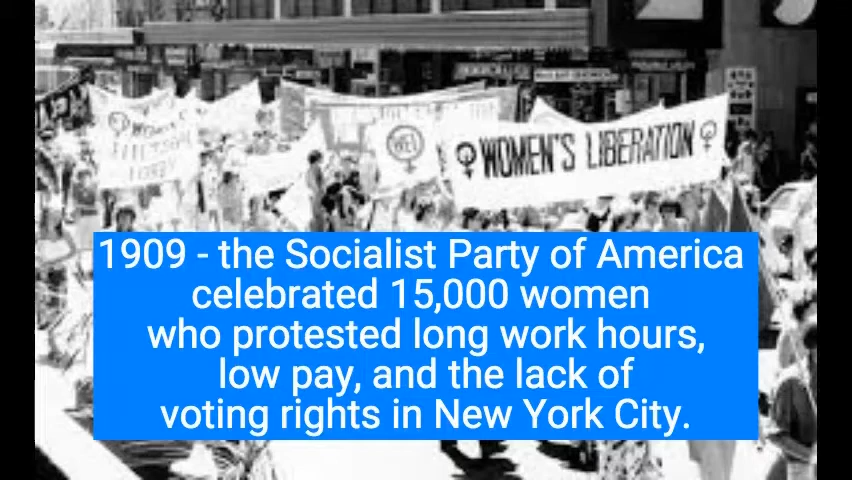 WOMEN'S LIBERATION
WEL
1909 - the Socialist Party of America
celebrated 15,000 women
who protested long work hours,
low pay, and the lack of
voting rights in New York City.